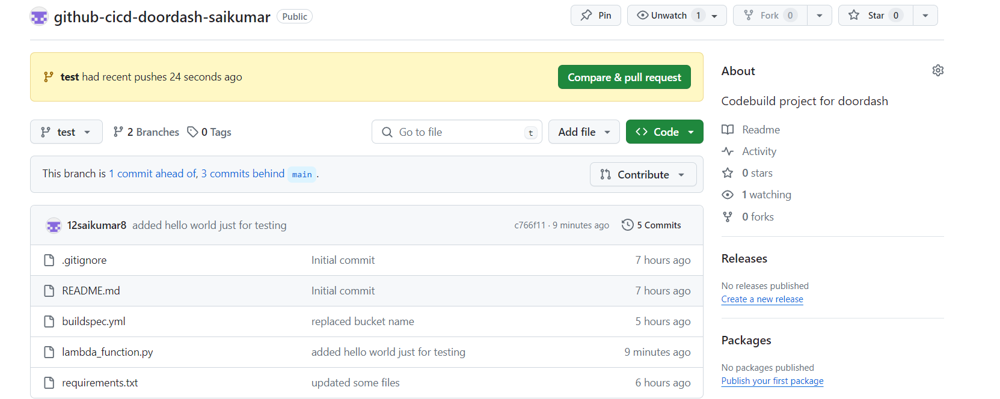 github-cicd-doordash-saikumar Public Pin Unwatch 1 Fork 0 Star 0
test had recent pushes 24 seconds ago Compare & pull request
test 2 Branches 0 Tags Go to file t Add file Code
This branch is 1 commit ahead of, 3 commits behind main . Contribute
12saikumar8 added hello world just for testing c766f11 · 9 minutes ago 5 Commits
.gitignore Initial commit 7 hours ago
README.md Initial commit 7 hours ago
buildspec.yml replaced bucket name 5 hours ago
lambda_function.py added hello world just for testing 9 minutes ago
requirements.txt updated some files 6 hours ago
About
Codebuild project for doordash
Readme
Activity
0 stars
1 watching
0 forks
Releases
No releases published
Create a new release
Packages
No packages published
Publish your first package